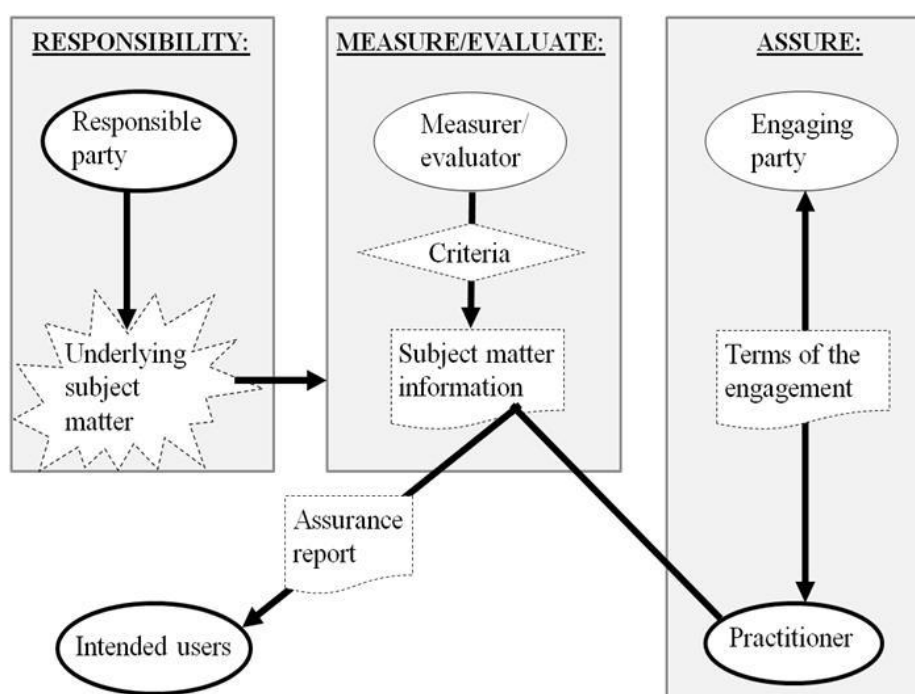 RESPONSIBILITY:
Responsible
party
Underlying
subject
matter
MEASURE/EVALUATE:
Measurer/
evaluator
Criteria
Subject matter
information
ASSURE:
Engaging
party
Terms of the
engagement
Practitioner
Assurance
report
Intended users